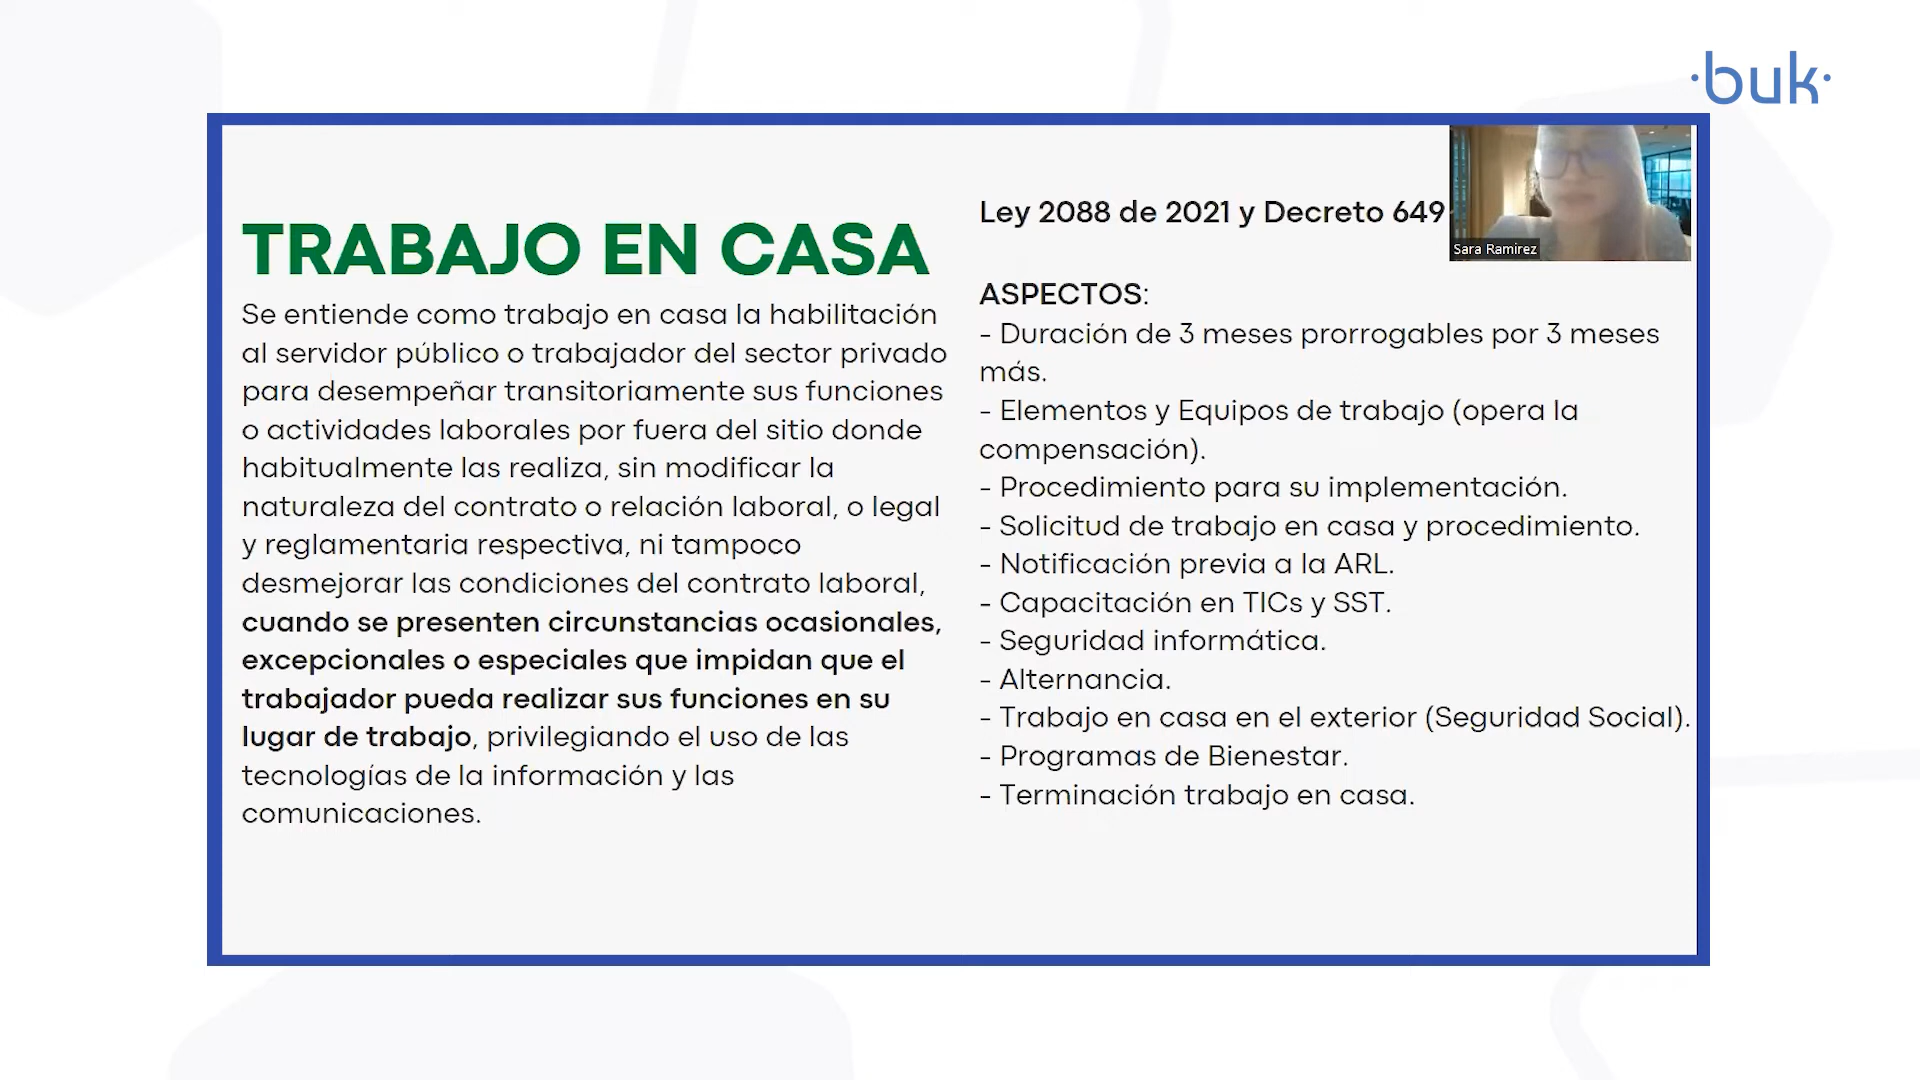 ·buk·
TRABAJO EN CASA
Se entiende como trabajo en casa la habilitación
al servidor público o trabajador del sector privado
para desempeñar transitoriamente sus funciones
o actividades laborales por fuera del sitio donde
habitualmente las realiza, sin modificar la
naturaleza del contrato o relación laboral, o legal
y reglamentaria respectiva, ni tampoco
desmejorar las condiciones del contrato laboral,
cuando se presenten circunstancias ocasionales,
excepcionales o especiales que impidan que el
trabajador pueda realizar sus funciones en su
lugar de trabajo, privilegiando el uso de las
tecnologías de la información y las
comunicaciones.
Ley 2088 de 2021 y Decreto 649
Sara Ramirez
ASPECTOS:
- Duración de 3 meses prorrogables por 3 meses
más.
- Elementos y Equipos de trabajo (opera la
compensación).
- Procedimiento para su implementación.
- Solicitud de trabajo en casa y procedimiento.
- Notificación previa a la ARL.
- Capacitación en TICs y SST.
- Seguridad informática.
- Alternancia.
- Trabajo en casa en el exterior (Seguridad Social).
- Programas de Bienestar.
- Terminación trabajo en casa.